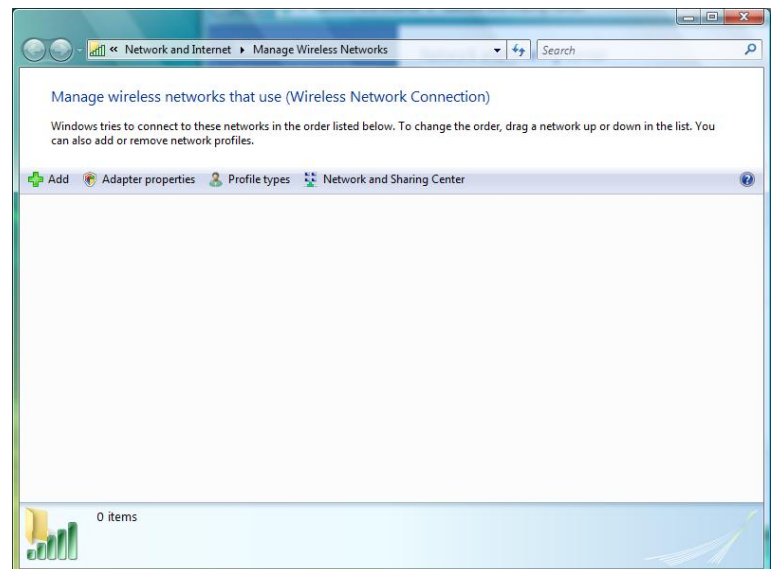 « Network and Internet ▸ Manage Wireless Networks
Search
Manage wireless networks that use (Wireless Network Connection)
Windows tries to connect to these networks in the order listed below. To change the order, drag a network up or down in the list. You
can also add or remove network profiles.
Add Adapter properties Profile types Network and Sharing Center
0 items